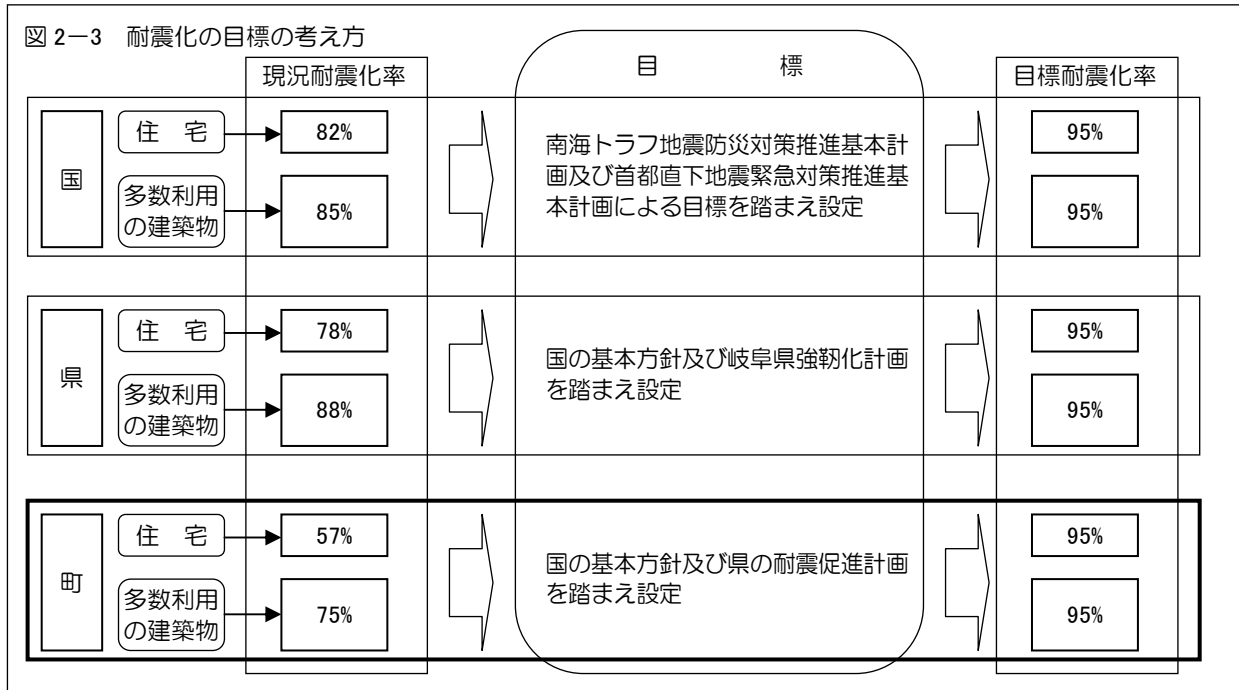 図 2－3　耐震化の目標の考え方
現況耐震化率
目　　標
目標耐震化率
国
住　宅
82%
多数利用
の建築物
85%
南海トラフ地震防災対策推進基本計
画及び首都直下地震緊急対策推進基
本計画による目標を踏まえ設定
95%
95%
県
住　宅
78%
多数利用
の建築物
88%
国の基本方針及び岐阜県強靭化計画
を踏まえ設定
95%
95%
町
住　宅
57%
多数利用
の建築物
75%
国の基本方針及び県の耐震促進計画
を踏まえ設定
95%
95%